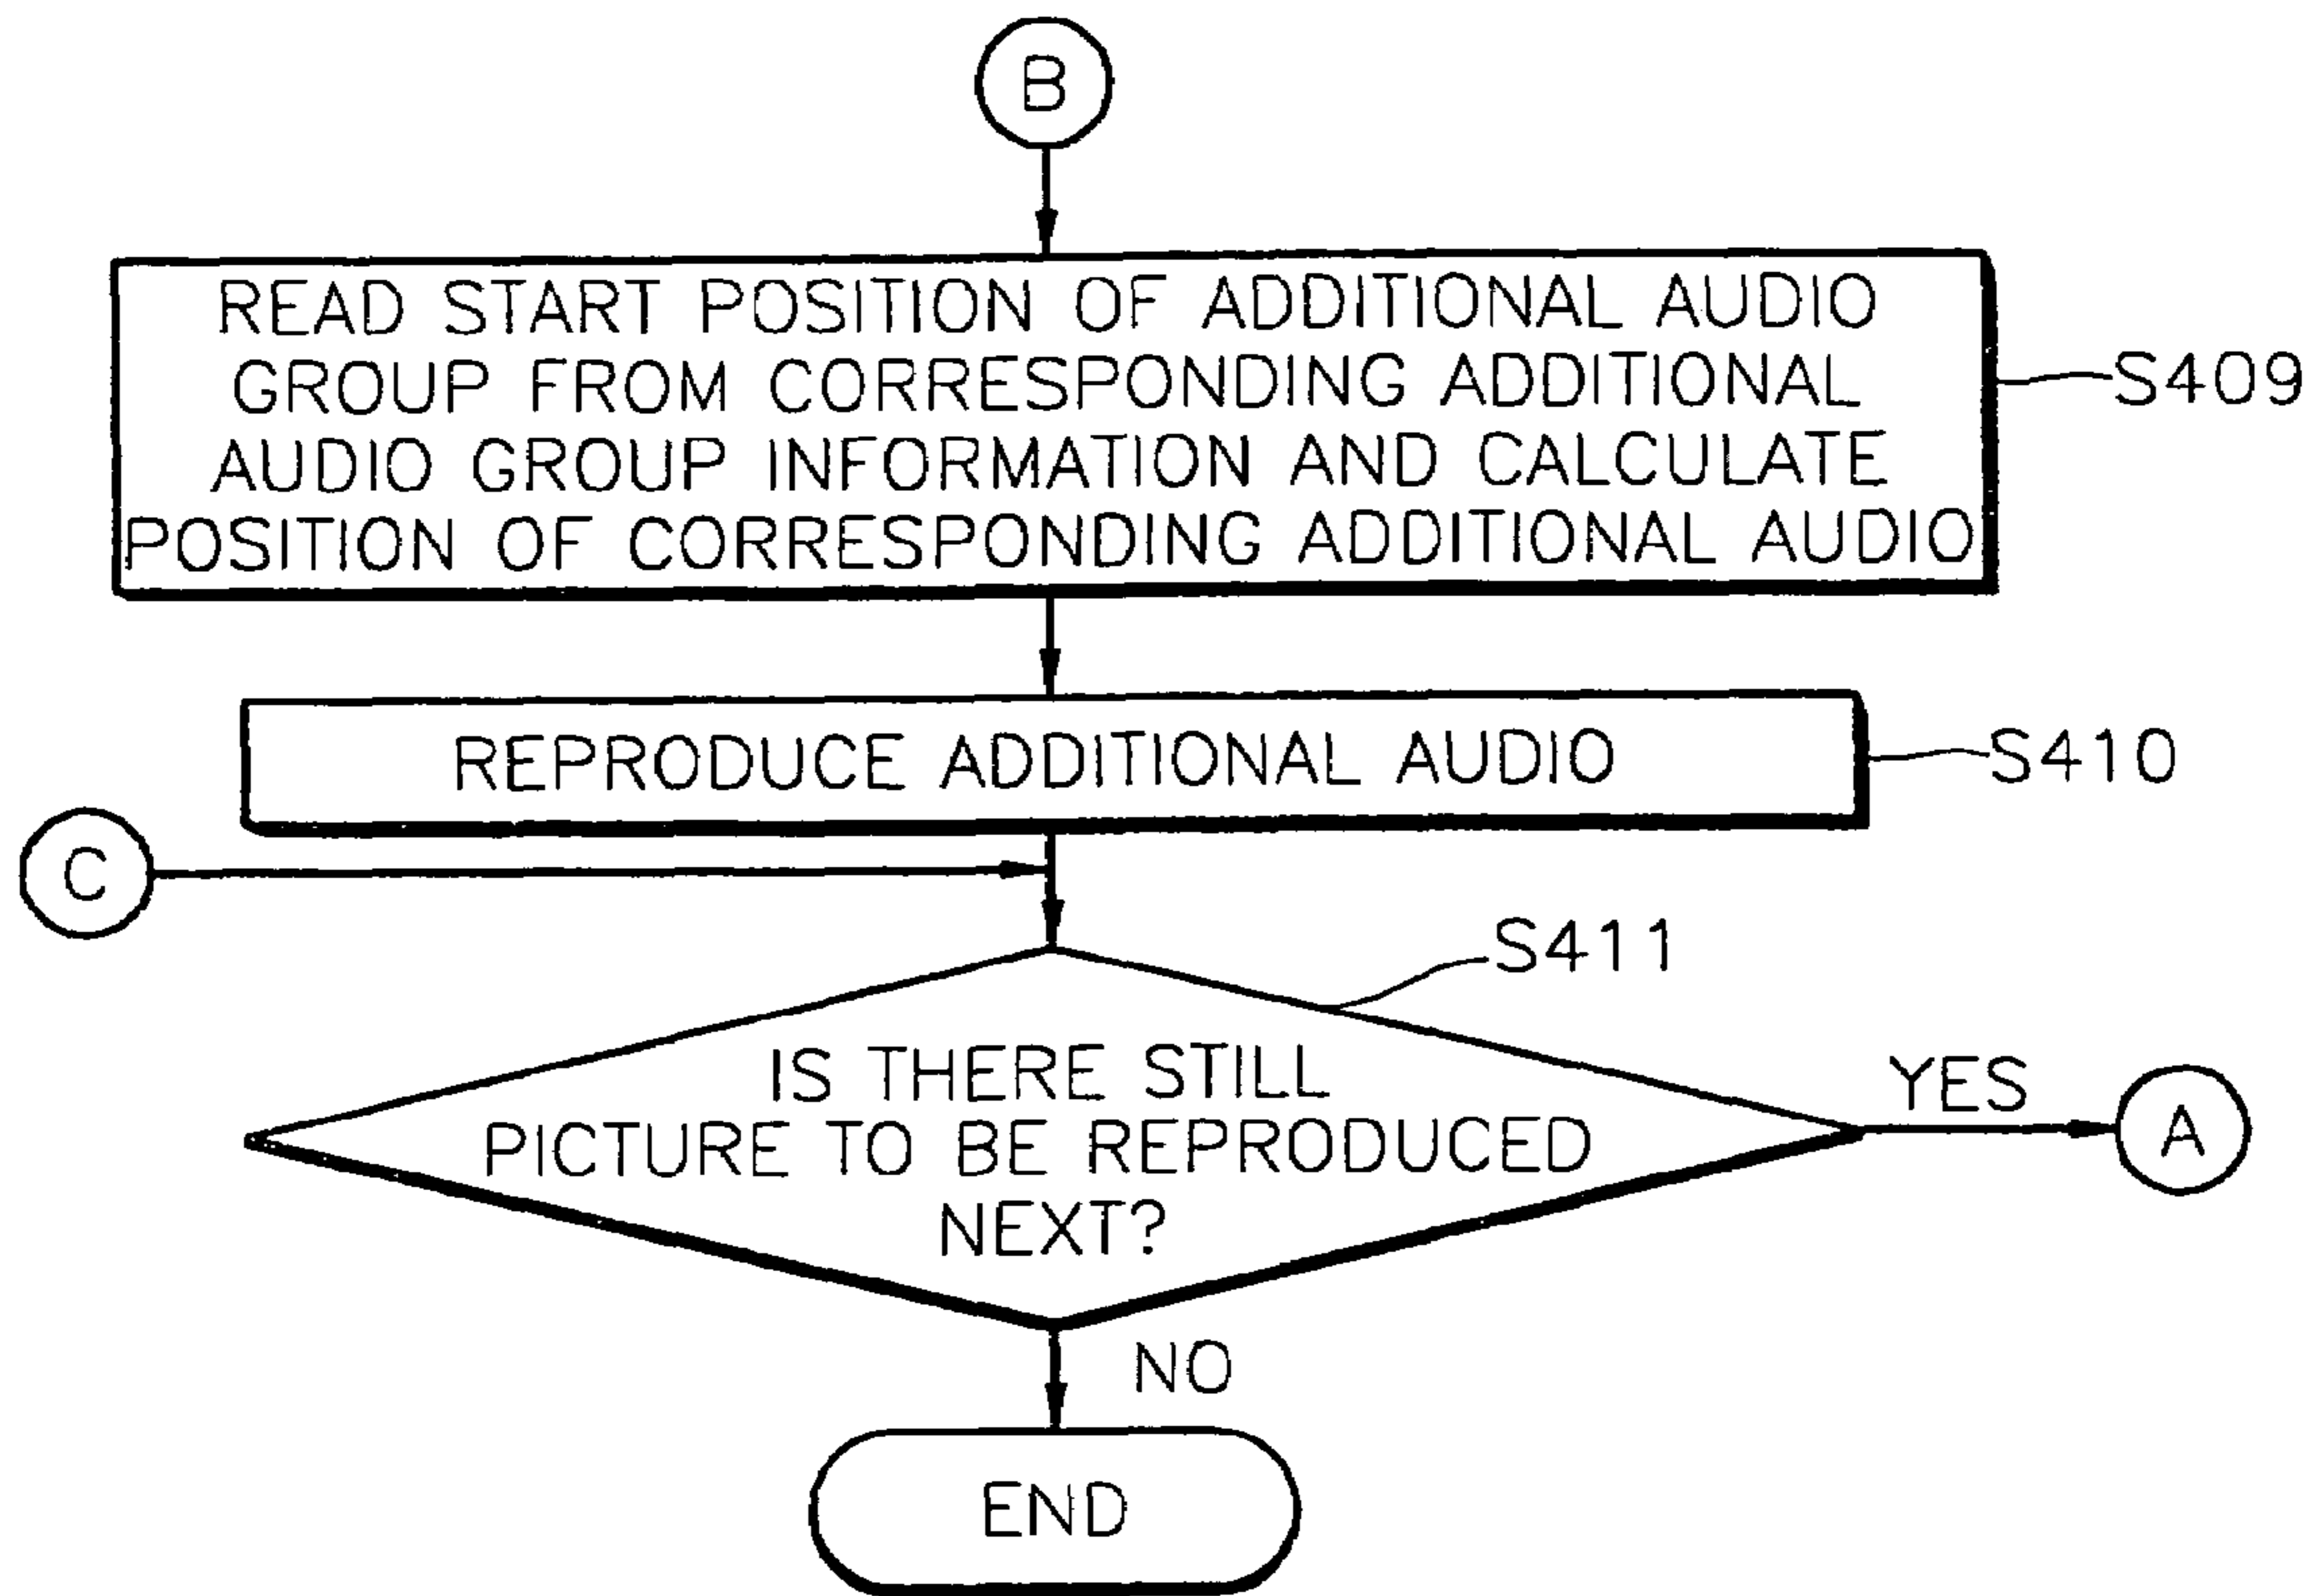 B
READ START POSITION OF ADDITIONAL AUDIO
GROUP FROM CORRESPONDING ADDITIONAL
AUDIO GROUP INFORMATION AND CALCULATE
POSITION OF CORRESPONDING ADDITIONAL AUDIO
S409
REPRODUCE ADDITIONAL AUDIO
S410
C
S411
IS THERE STILL
PICTURE TO BE REPRODUCED
NEXT?
YES
A
NO
END